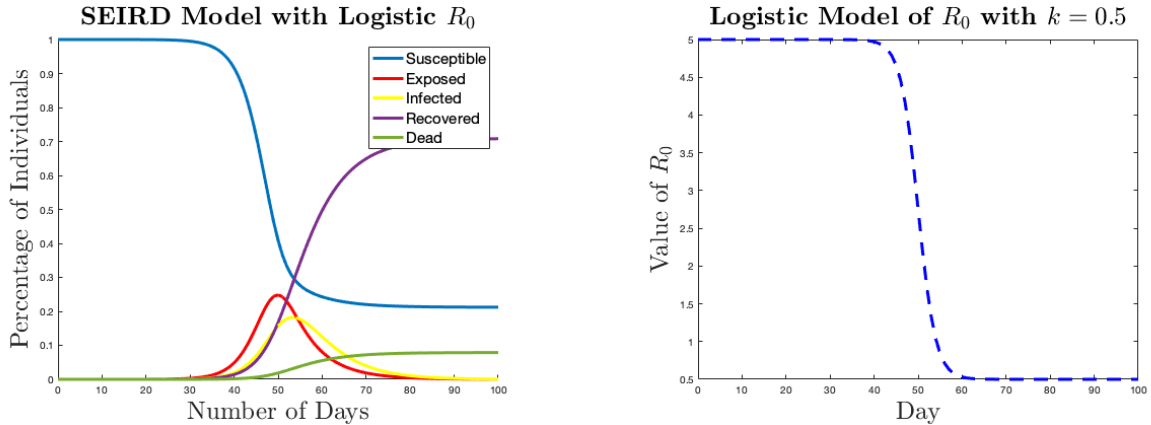 SEIRD Model with Logistic R₀
Percentage of Individuals
1
0.9
0.8
0.7
0.6
0.5
0.4
0.3
0.2
0.1
0
Susceptible
Exposed
Infected
Recovered
Dead
0 10 20 30 40 50 60 70 80 90 100
Number of Days
Logistic Model of R₀ with k = 0.5
Value of R₀
5
4.5
4
3.5
3
2.5
2
1.5
1
0.5
0 10 20 30 40 50 60 70 80 90 100
Day